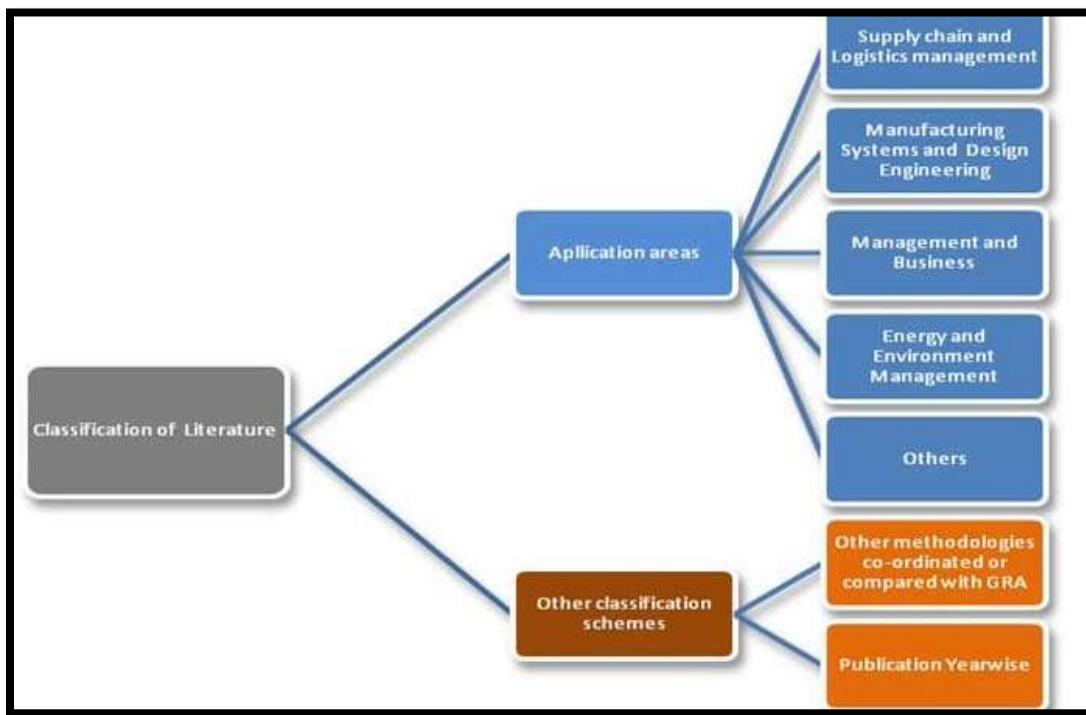 Supply chain and
Logistics management
Manufacturing
Systems and Design
Engineering
Apllication areas
Management and
Business
Energy and
Environment
Management
Classification of Literature
Others
Other methodologies
co-ordinated or
compared with GRA
Other classification
schemes
Publication Yearwise